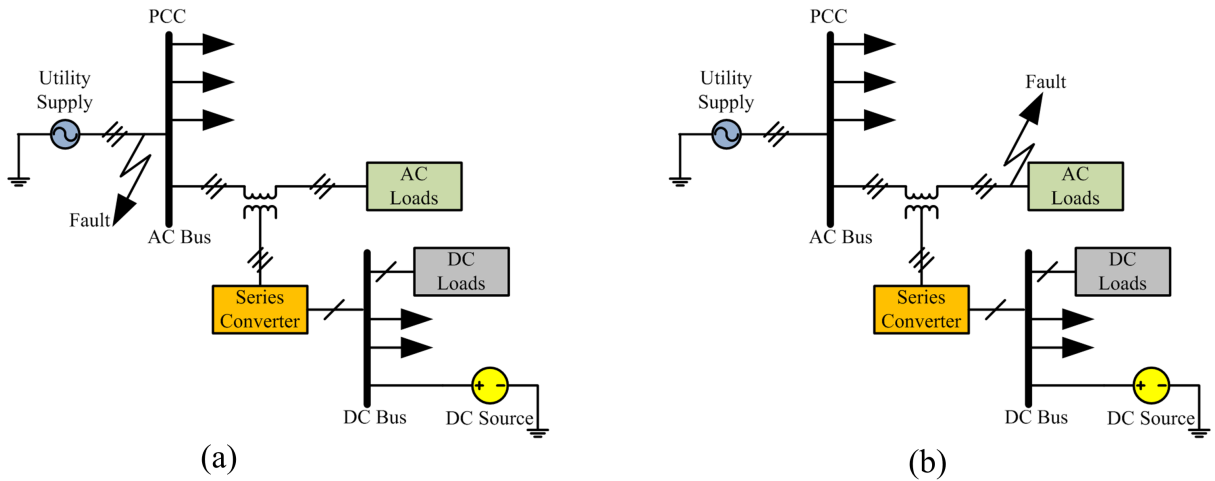 PCC
Utility
Supply
Fault
AC Bus
AC
Loads
Series
Converter
DC
Loads
DC Bus
DC Source
(a)
PCC
Utility
Supply
Fault
AC Bus
AC
Loads
Series
Converter
DC
Loads
DC Bus
DC Source
(b)